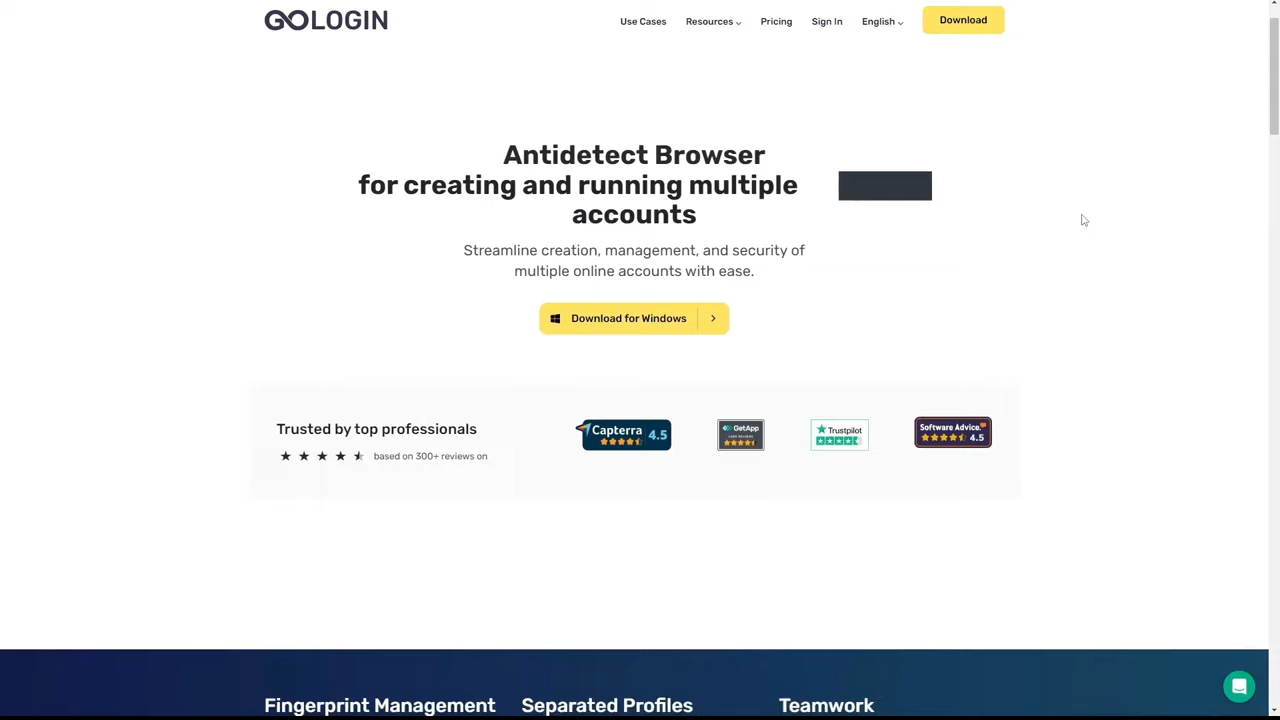 GOLOGIN
Use Cases
Resources
Pricing
Sign In
English
Download
Antidetect Browser
for creating and running multiple
accounts
Streamline creation, management, and security of
multiple online accounts with ease.
Download for Windows
Trusted by top professionals
based on 300+ reviews on
Capterra
4.5
GetApp
Trustpilot
Software Advice
4.5
Fingerprint Management
Separated Profiles
Teamwork